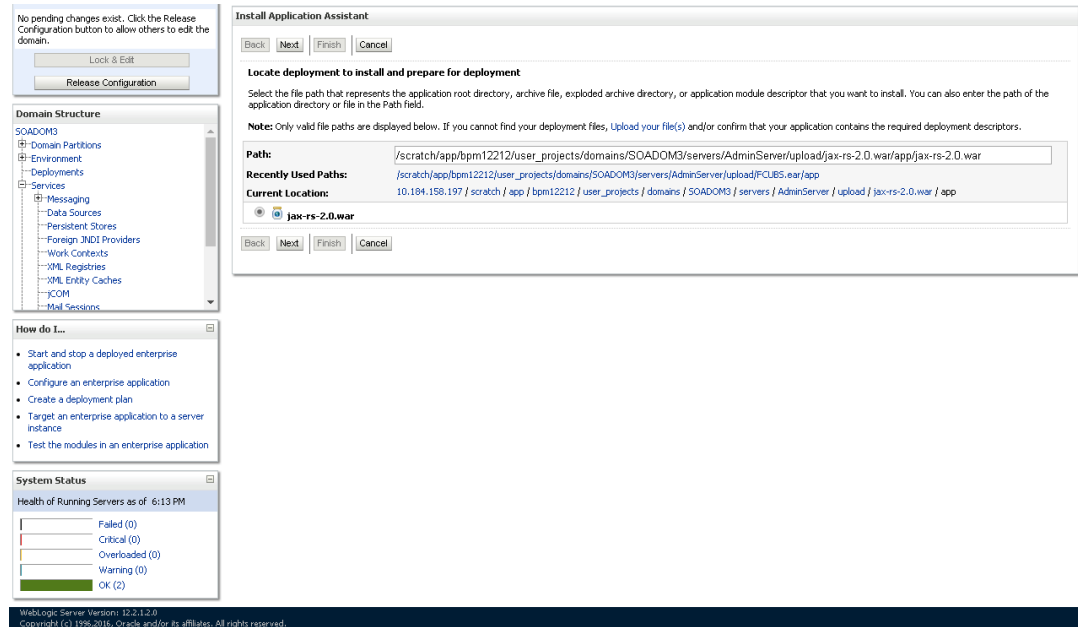 No pending changes exist. Click the Release
Configuration button to allow others to edit the
domain.
Lock & Edit
Release Configuration
Domain Structure
SOADOM3
Domain Partitions
Environment
Deployments
Services
Messaging
Data Sources
Persistent Stores
Foreign JNDI Providers
Work Contexts
XML Registries
XML Entity Caches
jCOM
Mail Sessions
How do I...
Start and stop a deployed enterprise
application
Configure an enterprise application
Create a deployment plan
Target an enterprise application to a server
instance
Test the modules in an enterprise application
System Status
Health of Running Servers as of 6:13 PM
Failed (0)
Critical (0)
Overloaded (0)
Warning (0)
OK (2)
Install Application Assistant
Back Next Finish Cancel
Locate deployment to install and prepare for deployment
Select the file path that represents the application root directory, archive file, exploded archive directory, or application module descriptor that you want to install. You can also enter the path of the
application directory or file in the Path field.
Note: Only valid file paths are displayed below. If you cannot find your deployment files, Upload your file(s) and/or confirm that your application contains the required deployment descriptors.
Path: /scratch/app/bpm12212/user_projects/domains/SOADOM3/servers/AdminServer/upload/jax-rs-2.0.war/app/jax-rs-2.0.war
Recently Used Paths: /scratch/app/bpm12212/user_projects/domains/SOADOM3/servers/AdminServer/upload/FCUBS.ear/app
Current Location: 10.184.158.197 / scratch / app / bpm12212 / user_projects / domains / SOADOM3 / servers / AdminServer / upload / jax-rs-2.0.war / app
jax-rs-2.0.war
Back Next Finish Cancel
WebLogic Server Version: 12.2.1.2.0
Copyright (c) 1996,2016, Oracle and/or its affiliates. All rights reserved.